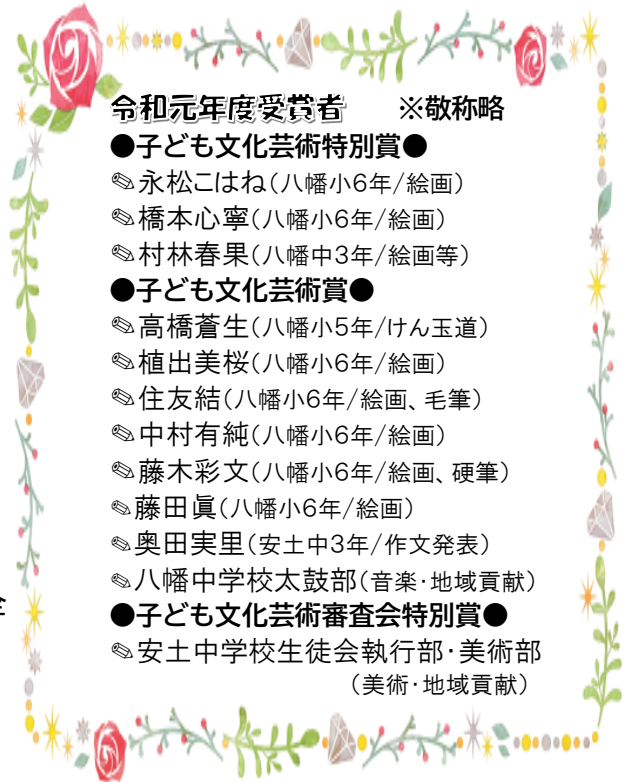 令和元年度受賞者　※敬称略
●子ども文化芸術特別賞●
✎永松こはね(八幡小6年/絵画)
✎橋本心寧(八幡小6年/絵画)
✎村林春果(八幡中3年/絵画等)
●子ども文化芸術賞●
✎高橋蒼生(八幡小5年/けん玉道)
✎植出美桜(八幡小6年/絵画)
✎住友結(八幡小6年/絵画、毛筆)
✎中村有純(八幡小6年/絵画)
✎藤木彩文(八幡小6年/絵画、硬筆)
✎藤田眞(八幡小6年/絵画)
✎奥田実里(安土中3年/作文発表)
✎八幡中学校太鼓部(音楽・地域貢献)
●子ども文化芸術審査会特別賞●
✎安土中学校生徒会執行部・美術部
(美術・地域貢献)